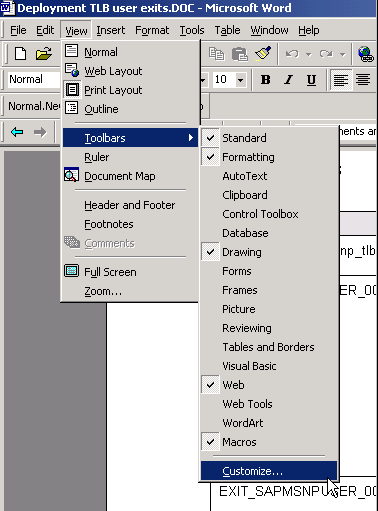 Deployment TLB user exits.DOC - Microsoft Word
File Edit View Insert Format Tools Table Window Help
Normal
Web Layout
Print Layout
Outline
Toolbars
Ruler
Document Map
Header and Footer
Footnotes
Comments
Full Screen
Zoom...
Normal
10 B I U
Normal.Ne
ments an
Standard
Formatting
AutoText
Clipboard
Control Toolbox
Database
Drawing
Forms
Frames
Picture
Reviewing
Tables and Borders
Visual Basic
Web
Web Tools
WordArt
Macros
Customize...
np_tlb
ER_00
EXIT_SAPMSNPUSER_00